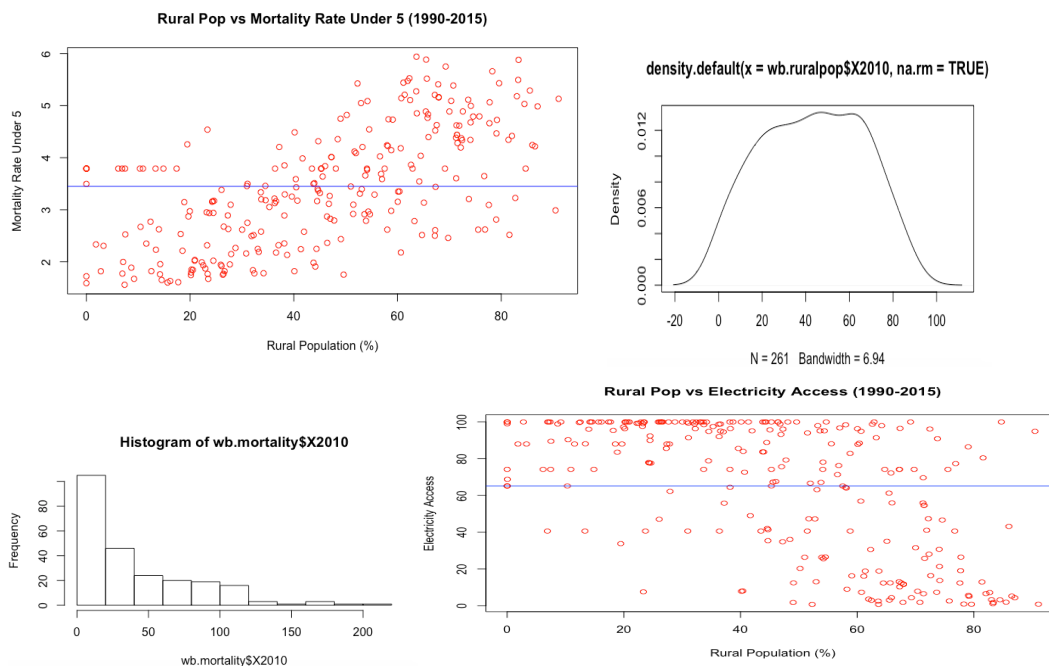 Rural Pop vs Mortality Rate Under 5 (1990-2015)
Mortality Rate Under 5
6
5
4
3
2
0 20 40 60 80
Rural Population (%)
density.default(x = wb.ruralpop$X2010, na.rm = TRUE)
Density
0.012
0.006
0.000
-20 0 20 40 60 80 100
N = 261 Bandwidth = 6.94
Histogram of wb.mortality$X2010
Frequency
80
60
40
20
0
0 50 100 150 200
wb.mortality$X2010
Rural Pop vs Electricity Access (1990-2015)
Electricity Access
100
80
60
40
20
0
0 20 40 60 80
Rural Population (%)